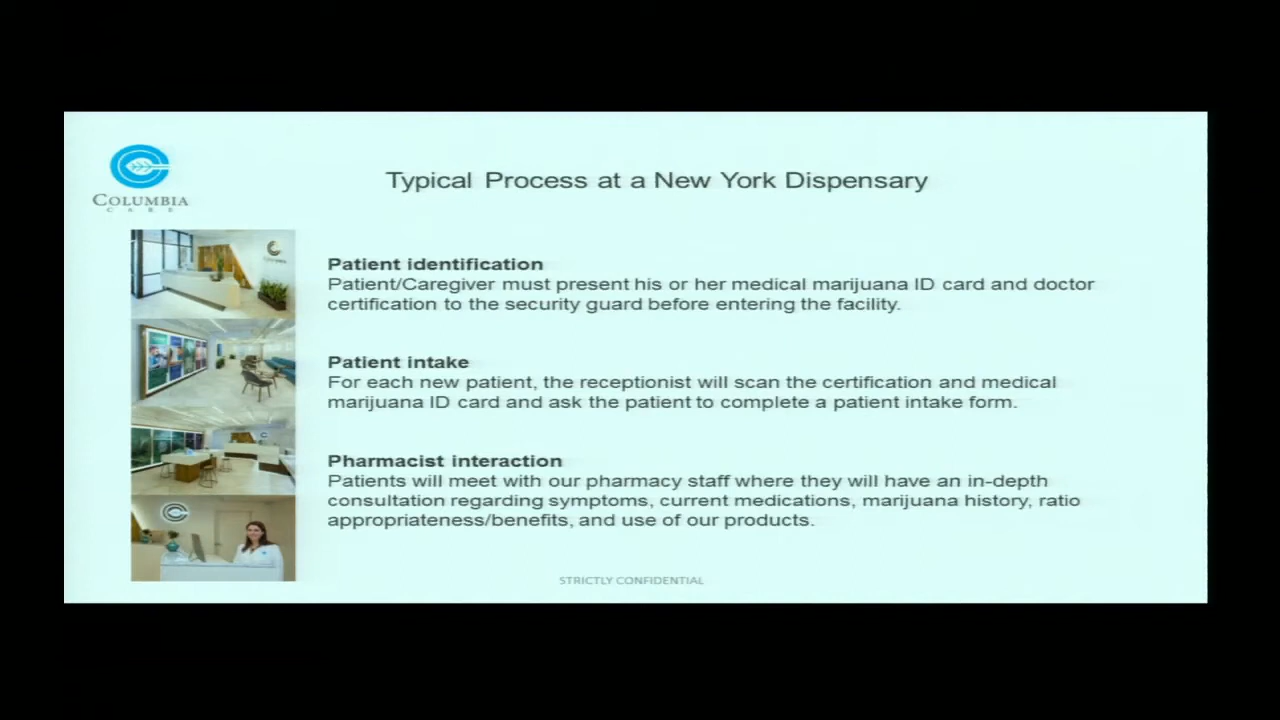 COLUMBIA
CARE
Typical Process at a New York Dispensary
Patient identification
Patient/Caregiver must present his or her medical marijuana ID card and doctor
certification to the security guard before entering the facility.
Patient intake
For each new patient, the receptionist will scan the certification and medical
marijuana ID card and ask the patient to complete a patient intake form.
Pharmacist interaction
Patients will meet with our pharmacy staff where they will have an in-depth
consultation regarding symptoms, current medications, marijuana history, ratio
appropriateness/benefits, and use of our products.
STRICTLY CONFIDENTIAL